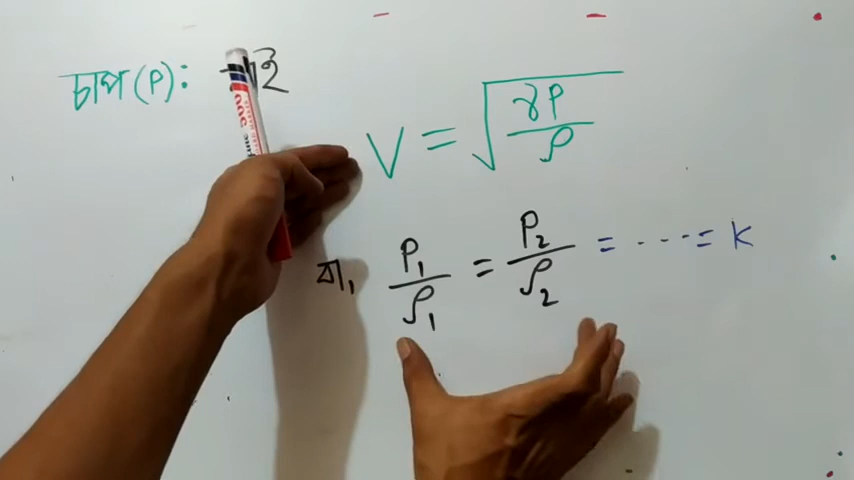 চাপ (P):
V = √(γP/ρ)
বা, P₁/ρ₁ = P₂/ρ₂ = ---- = K